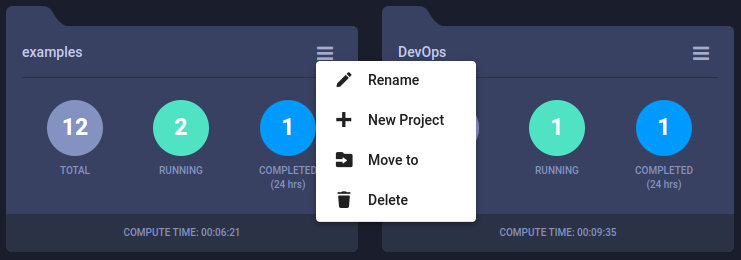 examples
12
2
1
TOTAL
RUNNING
COMPLETED
(24 hrs)
COMPUTE TIME: 00:06:21
Rename
New Project
Move to
Delete
DevOps
1
1
RUNNING
COMPLETED
(24 hrs)
COMPUTE TIME: 00:09:35